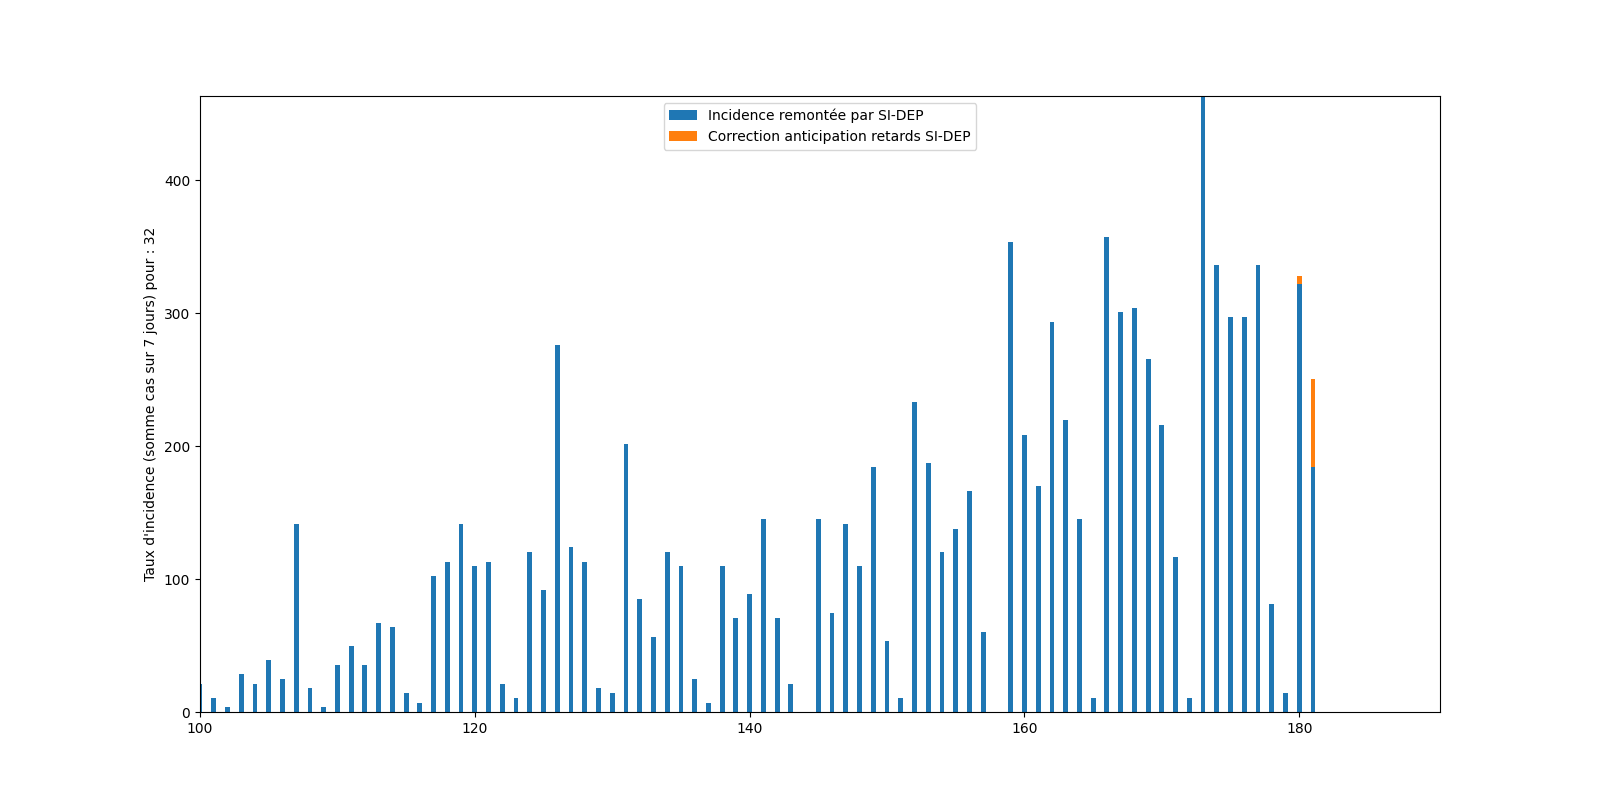 Incidence remontée par SI-DEP
Correction anticipation retards SI-DEP
Taux d'incidence (somme cas sur 7 jours) pour : 32
400
300
200
100
0
100 120 140 160 180